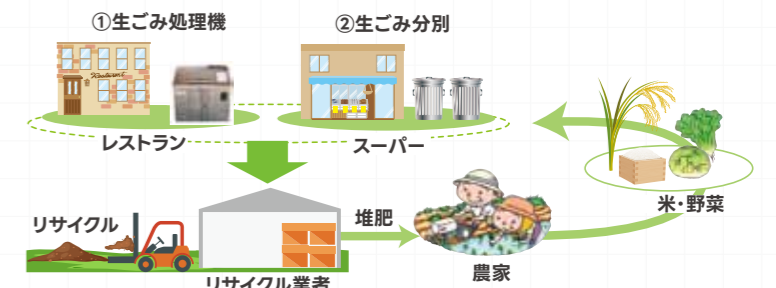 ①生ごみ処理機
②生ごみ分別
Restaurant
レストラン
スーパー
米・野菜
リサイクル
堆肥
農家
リサイクル業者